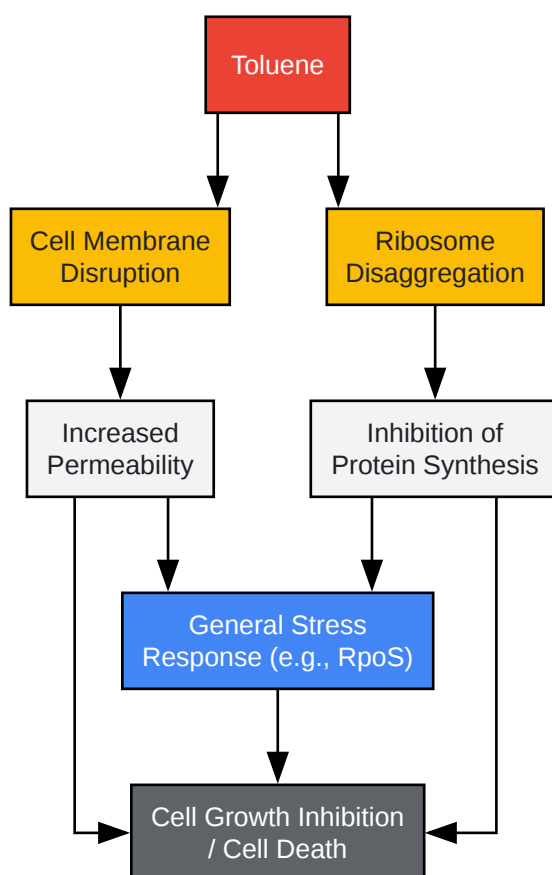 Toluene
Cell Membrane
Disruption
Ribosome
Disaggregation
Increased
Permeability
Inhibition of
Protein Synthesis
General Stress
Response (e.g., RpoS)
Cell Growth Inhibition
/ Cell Death